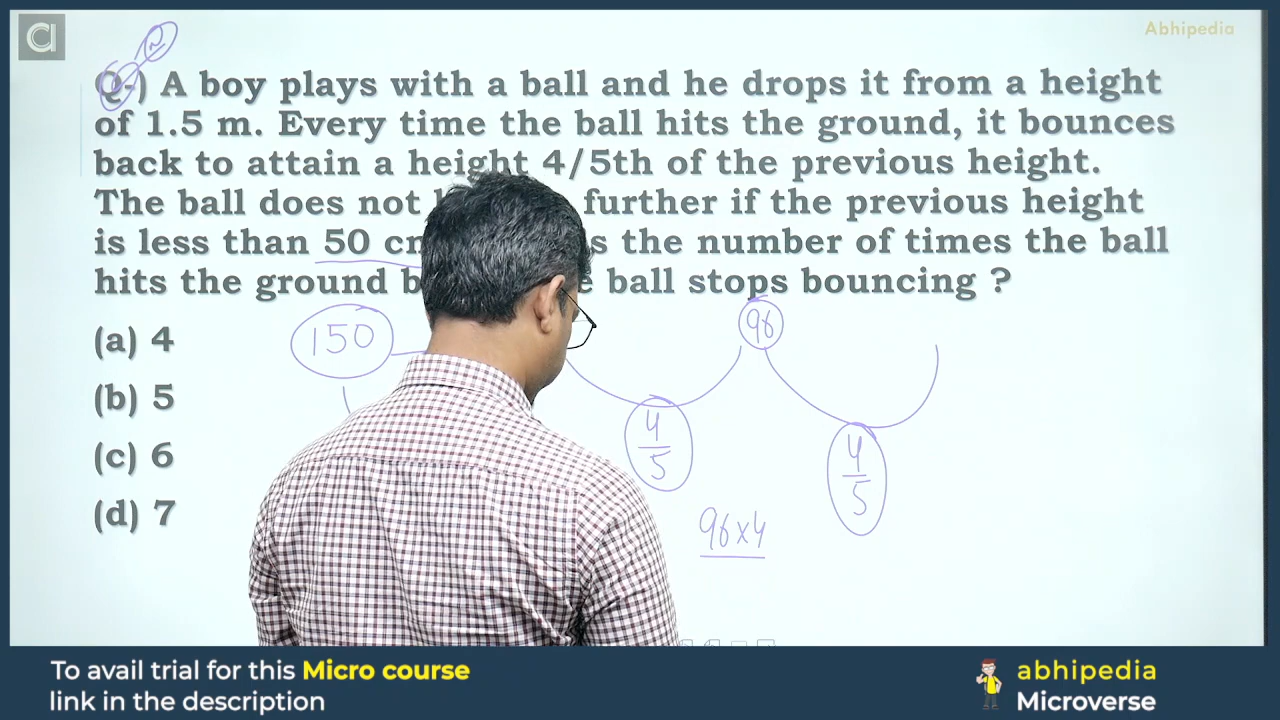 Abhipedia
Q-) A boy plays with a ball and he drops it from a height
of 1.5 m. Every time the ball hits the ground, it bounces
back to attain a height 4/5th of the previous height.
The ball does not further if the previous height
is less than 50 the number of times the ball
hits the ground ball stops bouncing ?
(a) 4
(b) 5
(c) 6
(d) 7
150
96
4/5
4/5
96x4
To avail trial for this Micro course
link in the description
abhipedia
Microverse